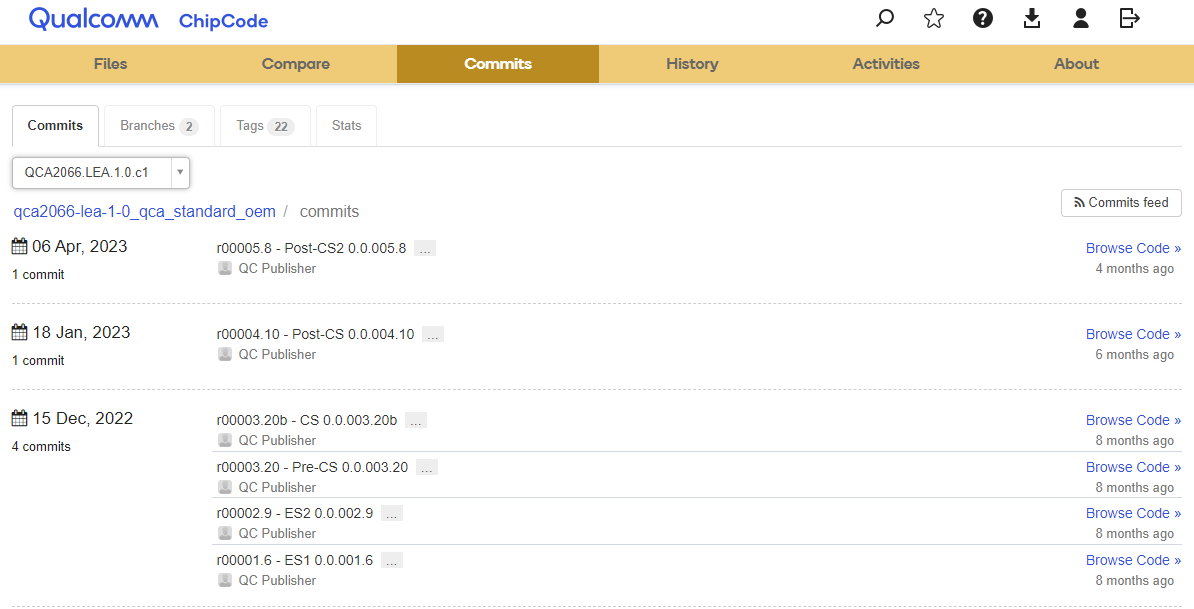 Qualcomm ChipCode
Files Compare Commits History Activities About
Commits Branches 2 Tags 22 Stats
QCA2066.LEA.1.0.c1
qca2066-lea-1-0_qca_standard_oem / commits
Commits feed
06 Apr, 2023
1 commit
r00005.8 - Post-CS2 0.0.005.8 ...
QC Publisher
Browse Code »
4 months ago
18 Jan, 2023
1 commit
r00004.10 - Post-CS 0.0.004.10 ...
QC Publisher
Browse Code »
6 months ago
15 Dec, 2022
4 commits
r00003.20b - CS 0.0.003.20b ...
QC Publisher
Browse Code »
8 months ago
r00003.20 - Pre-CS 0.0.003.20 ...
QC Publisher
Browse Code »
8 months ago
r00002.9 - ES2 0.0.002.9 ...
QC Publisher
Browse Code »
8 months ago
r00001.6 - ES1 0.0.001.6 ...
QC Publisher
Browse Code »
8 months ago